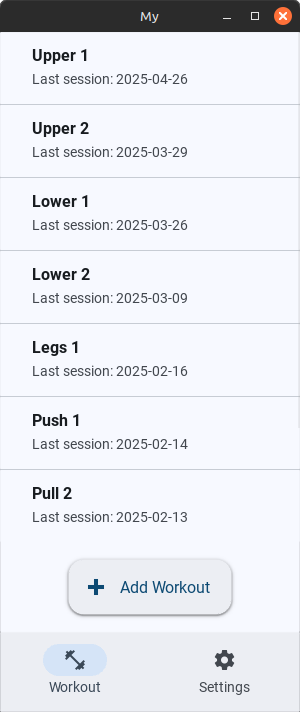 My
Upper 1
Last session: 2025-04-26
Upper 2
Last session: 2025-03-29
Lower 1
Last session: 2025-03-26
Lower 2
Last session: 2025-03-09
Legs 1
Last session: 2025-02-16
Push 1
Last session: 2025-02-14
Pull 2
Last session: 2025-02-13
Add Workout
Workout
Settings